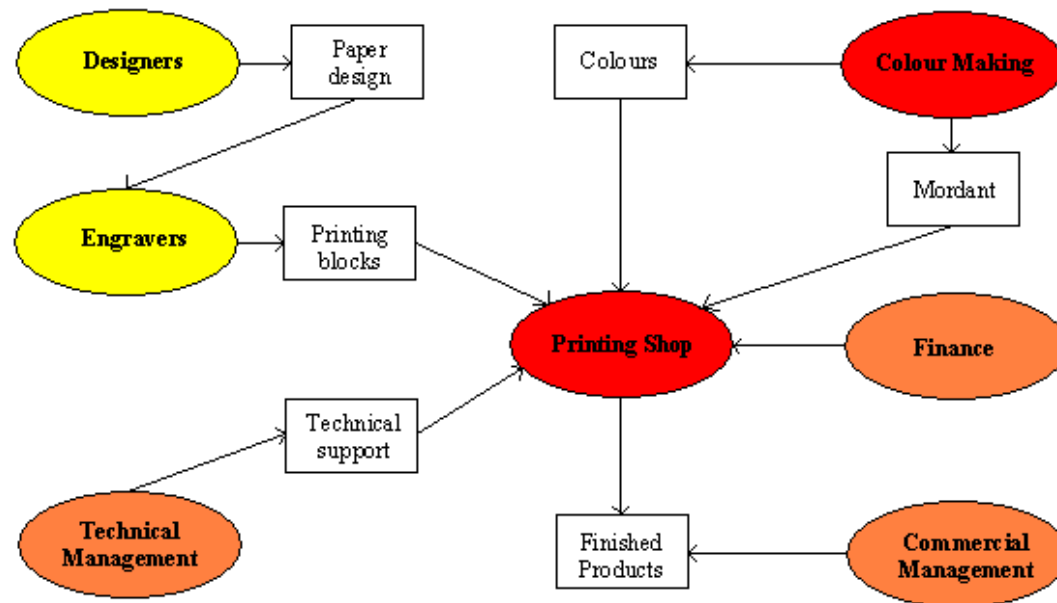 Designers
Paper
design
Colours
Colour Making
Mordant
Engravers
Printing
blocks
Printing Shop
Finance
Technical
support
Technical
Management
Finished
Products
Commercial
Management